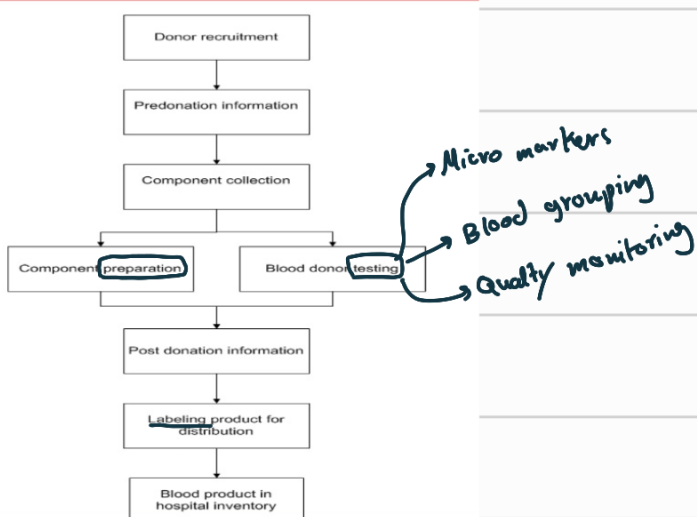 Donor recruitment
Predonation information
Component collection
Micro markers
Blood grouping
Qualty monitoring
Component preparation
Blood donor testing
Post donation information
Labeling product for
distribution
Blood product in
hospital inventory